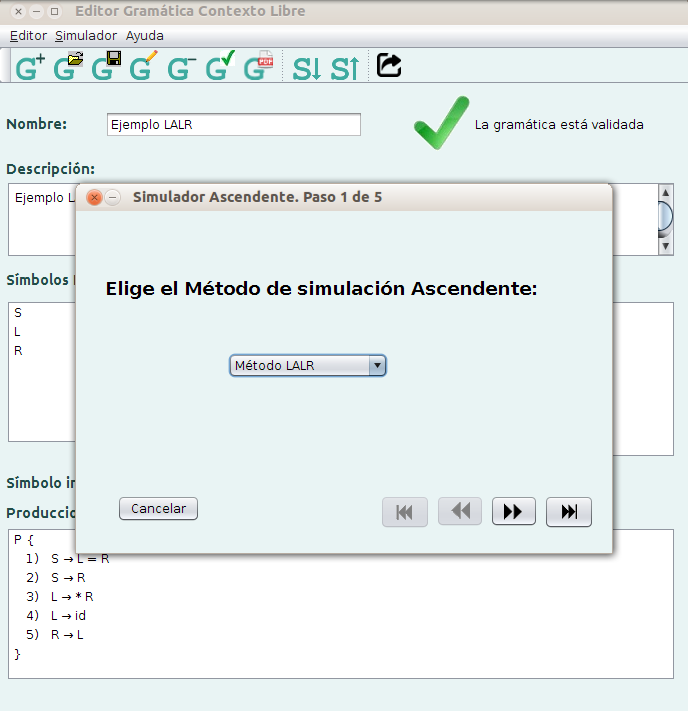 Editor Gramática Contexto Libre
Editor Simulador Ayuda
G+ G G G G− G G PDF S↓ S↑
Nombre: Ejemplo LALR La gramática está validada
Descripción:
Ejemplo L
Simulador Ascendente. Paso 1 de 5
Elige el Método de simulación Ascendente:
Método LALR
Cancelar
Símbolos
S
L
R
Símbolo
Produccio
P {
1) S → L = R
2) S → R
3) L → * R
4) L → id
5) R → L
}